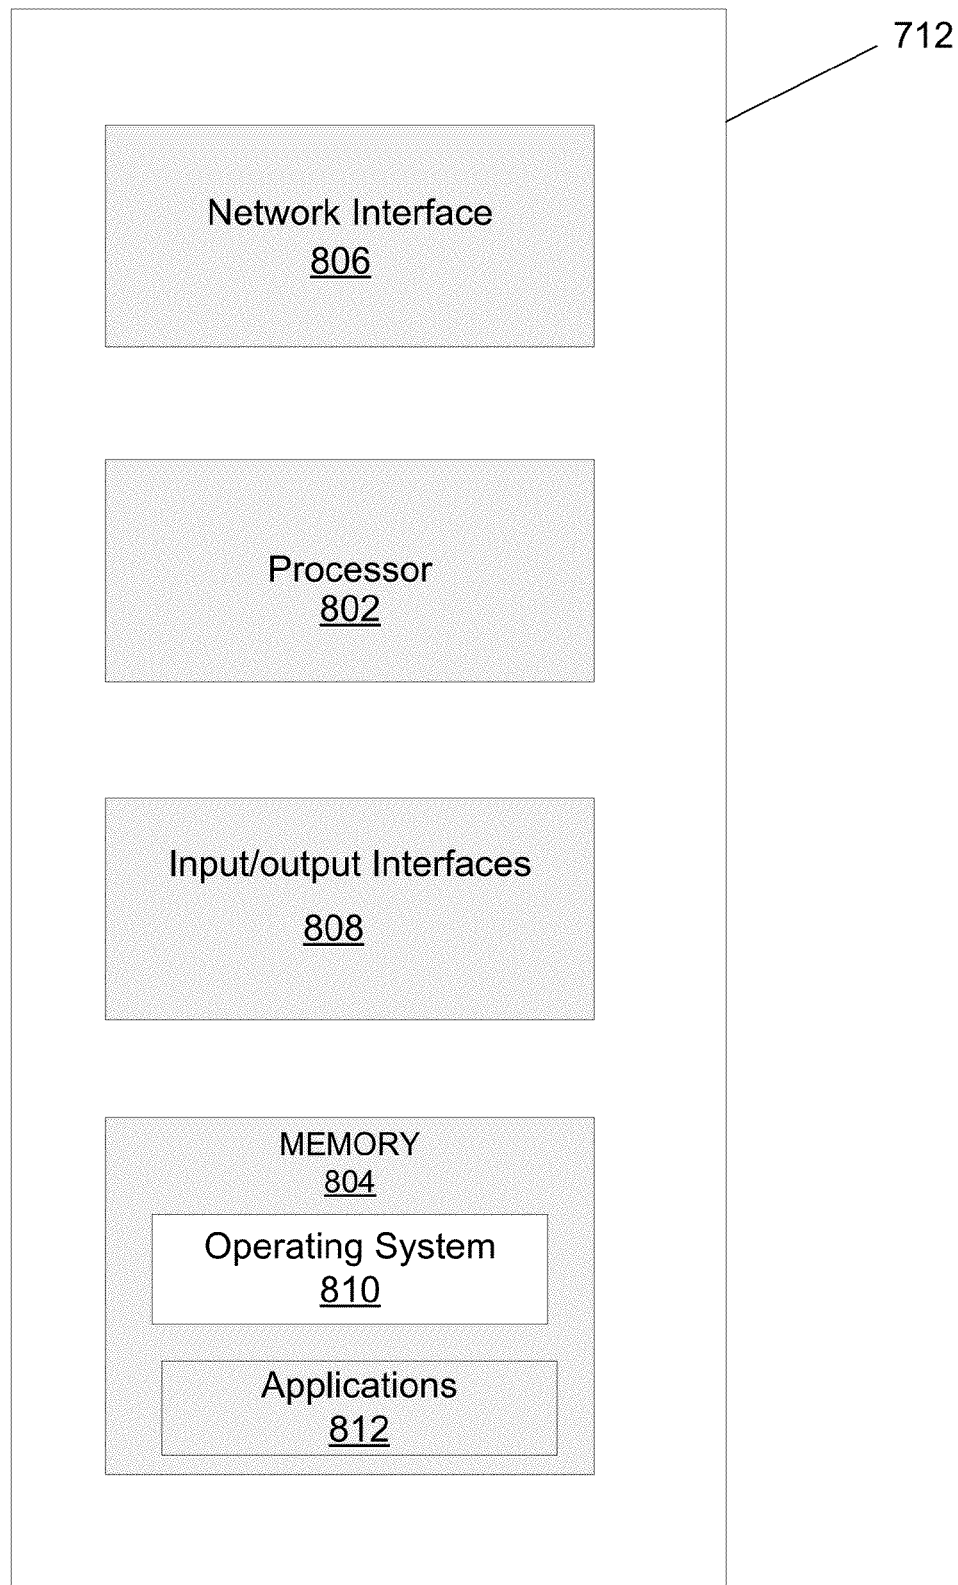 712
Network Interface
806
Processor
802
Input/output Interfaces
808
MEMORY
804
Operating System
810
Applications
812